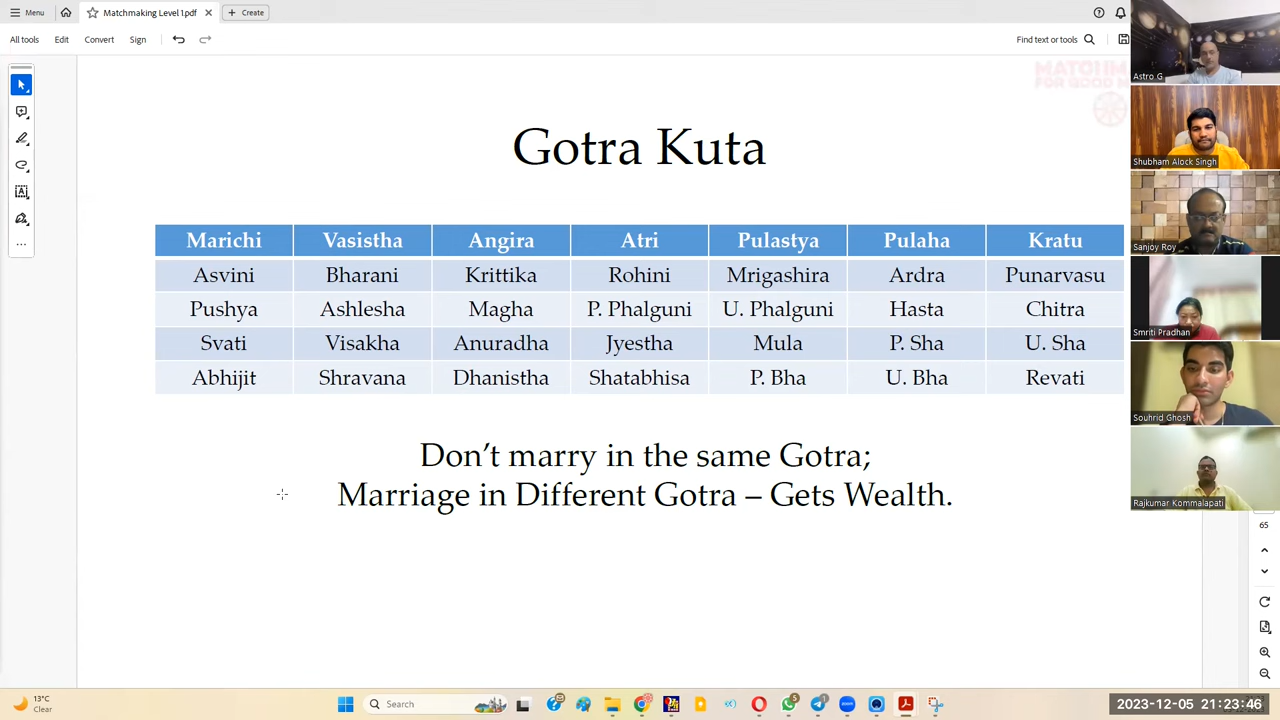 Menu
Matchmaking Level 1.pdf
Create
All tools
Edit
Convert
Sign
Find text or tools
Gotra Kuta
Marichi Vasistha Angira Atri Pulastya Pulaha Kratu
Asvini Bharani Krittika Rohini Mrigashira Ardra Punarvasu
Pushya Ashlesha Magha P. Phalguni U. Phalguni Hasta Chitra
Svati Visakha Anuradha Jyestha Mula P. Sha U. Sha
Abhijit Shravana Dhanistha Shatabhisa P. Bha U. Bha Revati
Don't marry in the same Gotra;
Marriage in Different Gotra – Gets Wealth.
Astro G
Shubham Alock Singh
Sanjoy Roy
Smriti Pradhan
Souhrid Ghosh
Rajkumar Kommalapati
65
13°C
Clear
Search
2023-12-05 21:23:46